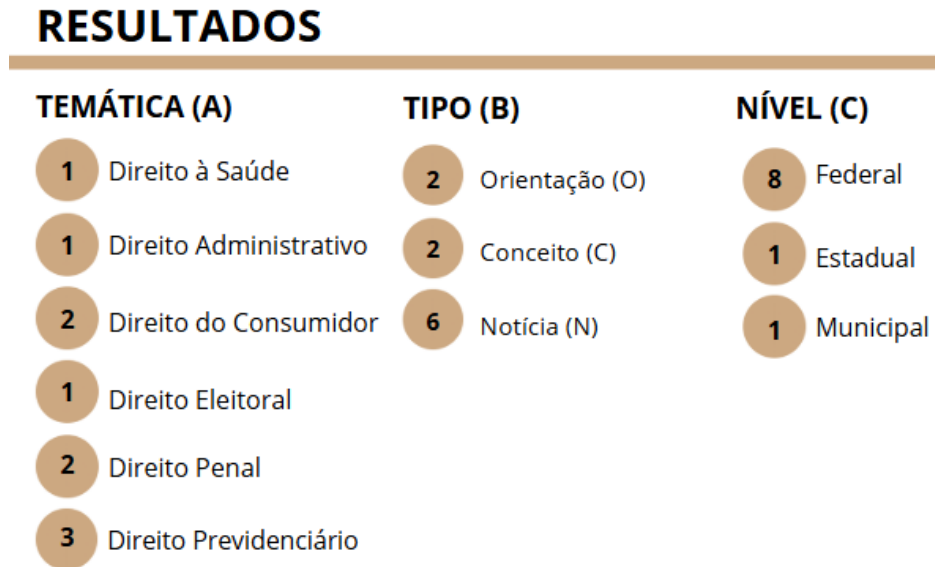 RESULTADOS
TEMÁTICA (A)
1 Direito à Saúde
1 Direito Administrativo
2 Direito do Consumidor
1 Direito Eleitoral
2 Direito Penal
3 Direito Previdenciário
TIPO (B)
2 Orientação (O)
2 Conceito (C)
6 Notícia (N)
NÍVEL (C)
8 Federal
1 Estadual
1 Municipal